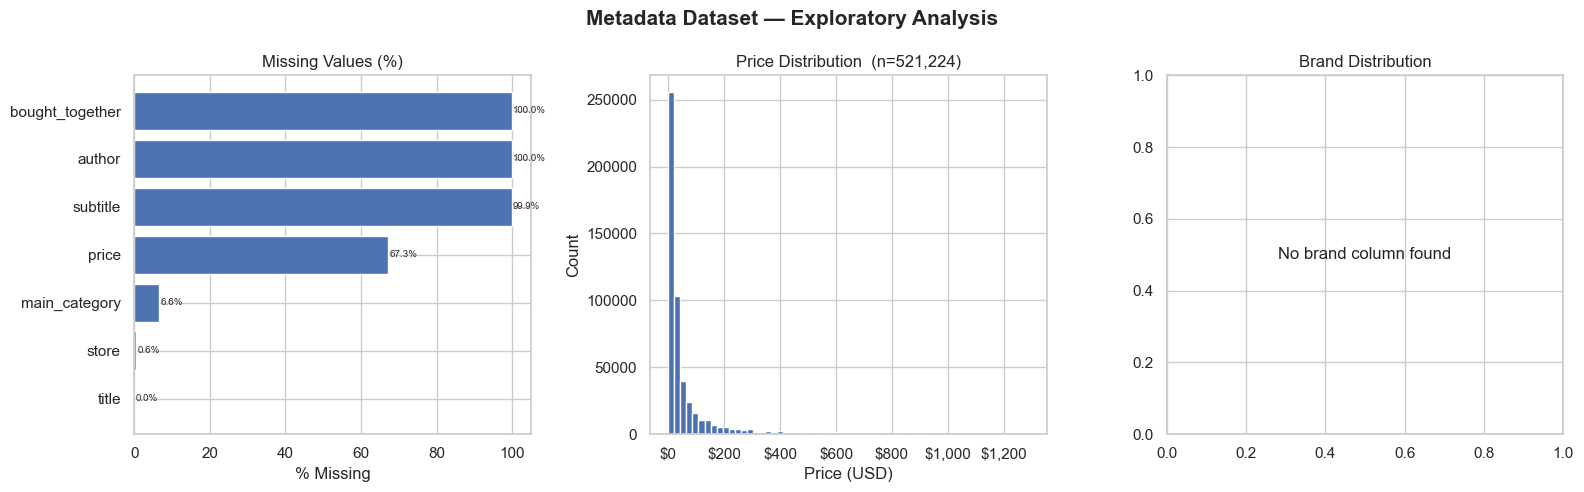 Metadata Dataset — Exploratory Analysis
Missing Values (%)
bought_together
author
subtitle
price
main_category
store
title
100.0%
100.0%
99.9%
67.3%
6.6%
0.6%
0.0%
0
20
40
60
80
100
% Missing
Price Distribution (n=521,224)
Count
250000
200000
150000
100000
50000
0
$0
$200
$400
$600
$800
$1,000
$1,200
Price (USD)
Brand Distribution
1.0
0.8
0.6
0.4
0.2
0.0
No brand column found
0.0
0.2
0.4
0.6
0.8
1.0